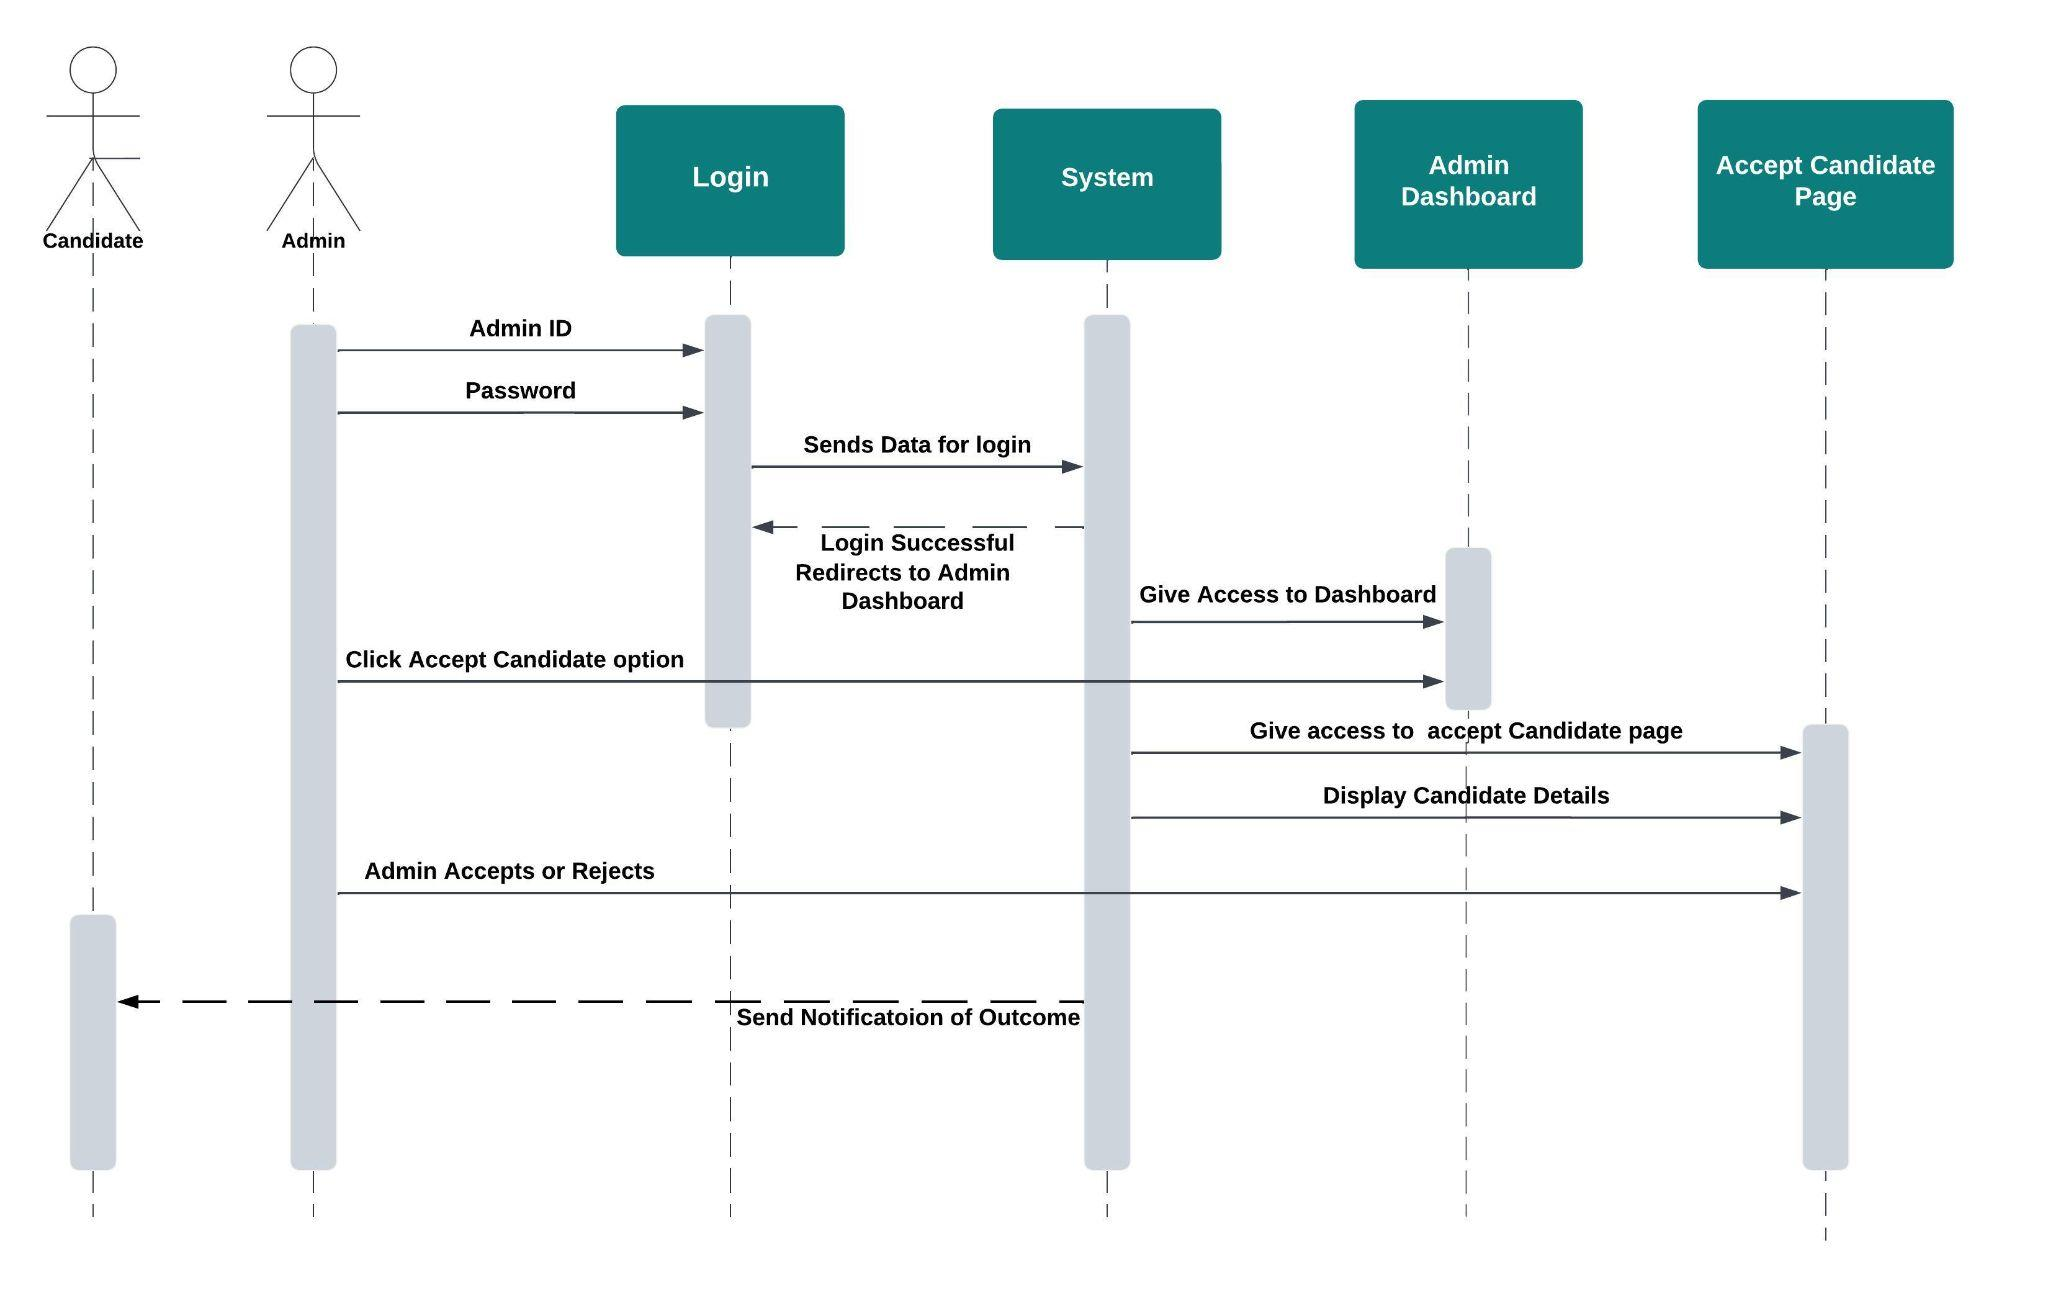 Login
System
Admin
Dashboard
Accept Candidate
Page
Candidate
Admin
Admin ID
Password
Sends Data for login
Login Successful
Redirects to Admin
Dashboard
Give Access to Dashboard
Click Accept Candidate option
Give access to  accept Candidate page
Display Candidate Details
Admin Accepts or Rejects
Send Notificatoion of Outcome